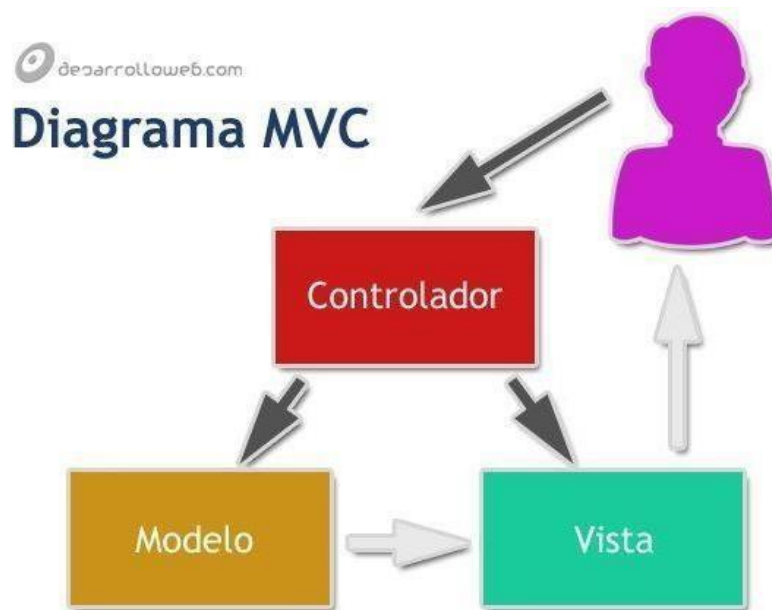 desarrolloweb.com
Diagrama MVC
Controlador
Modelo
Vista